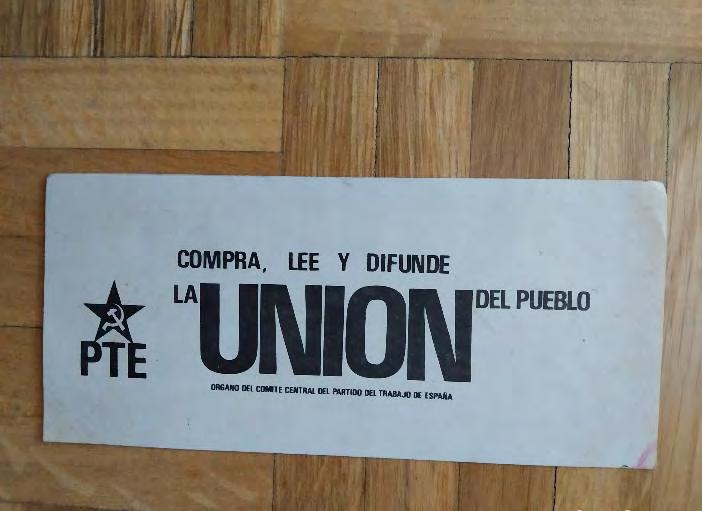 COMPRA, LEE Y DIFUNDE
LA UNION DEL PUEBLO
PTE
ORGANO DEL COMITE CENTRAL DEL PARTIDO DEL TRABAJO DE ESPAÑA